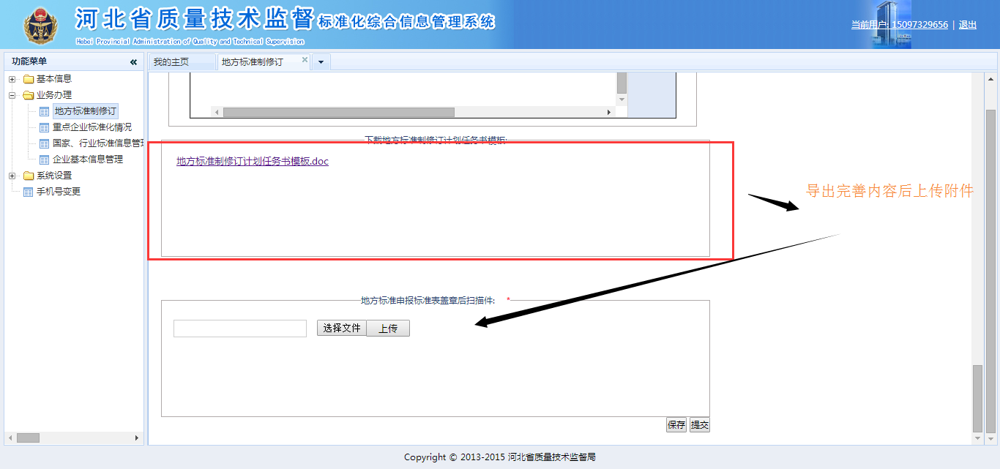 河北省质量技术监督 标准化综合信息管理系统
Hebei Provincial Administration of Quality and Technical Supervision
当前用户: 15097329656 | 退出
功能菜单
我的主页 地方标准制修订
基本信息
业务办理
地方标准制修订
重点企业标准化情况
国家、行业标准信息管理
企业基本信息管理
系统设置
手机号变更
下载地方标准制修订计划任务书模板:
地方标准制修订计划任务书模板.doc
导出完善内容后上传附件
地方标准申报标准表盖章后扫描件: *
选择文件 上传
保存 提交
Copyright © 2013-2015 河北省质量技术监督局